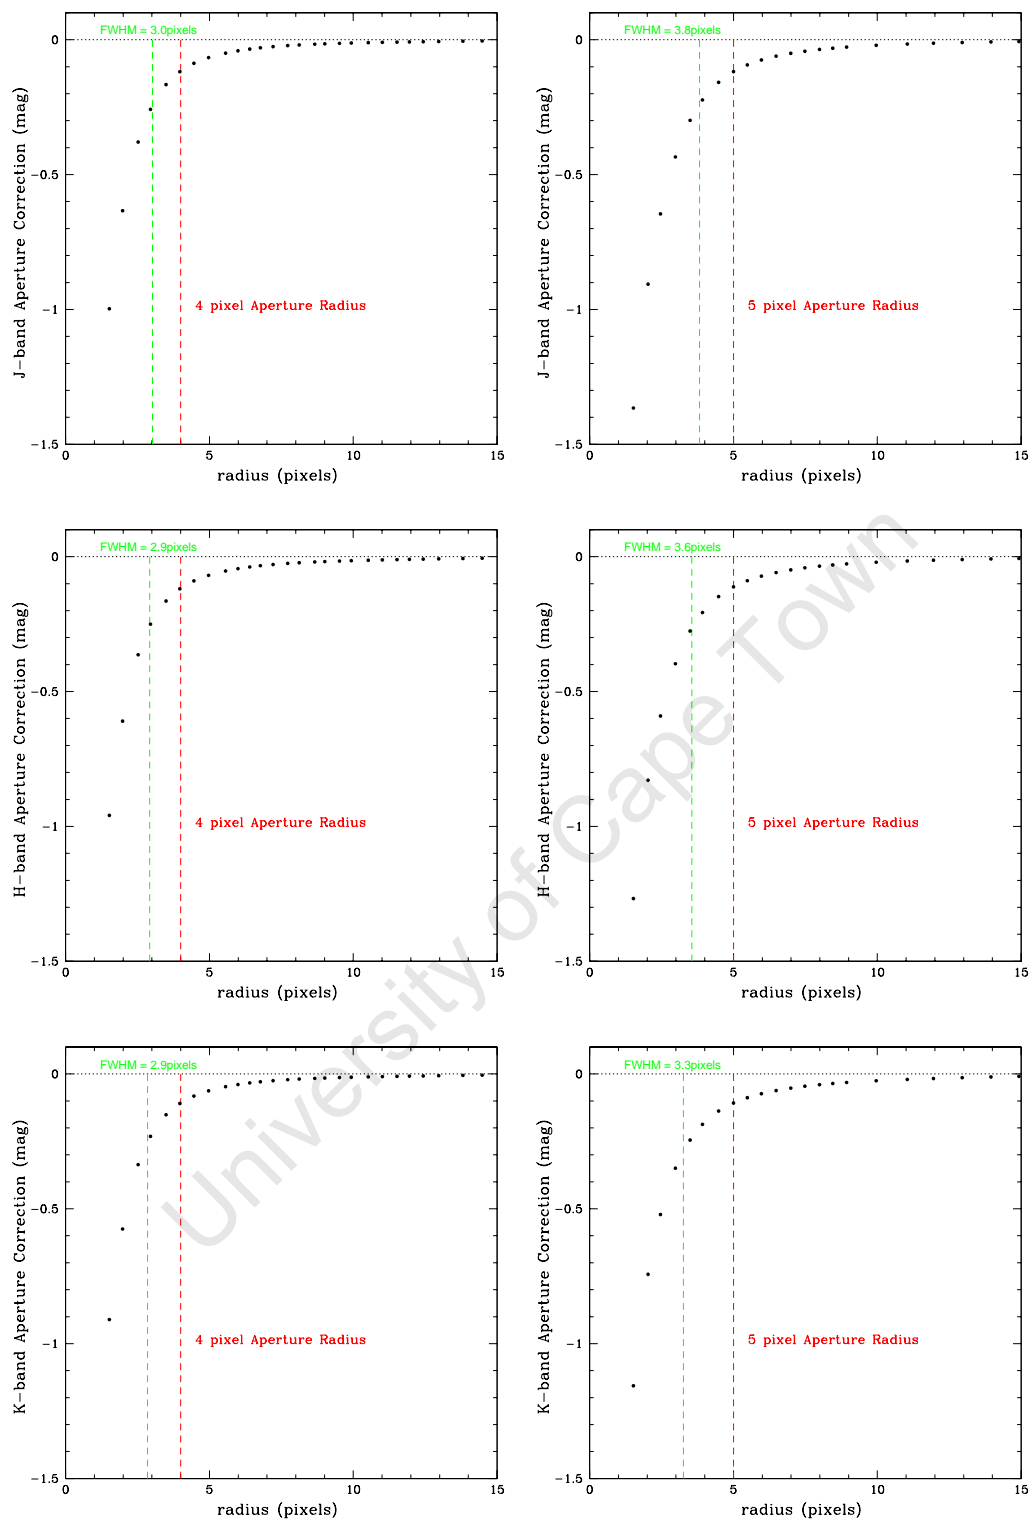 FWHM = 3.0pixels
0
-0.5
-1
-1.5
J-band Aperture Correction (mag)
4 pixel Aperture Radius
0 5 10 15
radius (pixels)
FWHM = 3.8pixels
0
-0.5
-1
-1.5
J-band Aperture Correction (mag)
5 pixel Aperture Radius
0 5 10 15
radius (pixels)
FWHM = 2.9pixels
0
-0.5
-1
-1.5
H-band Aperture Correction (mag)
4 pixel Aperture Radius
0 5 10 15
radius (pixels)
FWHM = 3.6pixels
0
-0.5
-1
-1.5
H-band Aperture Correction (mag)
5 pixel Aperture Radius
0 5 10 15
radius (pixels)
FWHM = 2.9pixels
0
-0.5
-1
-1.5
K-band Aperture Correction (mag)
4 pixel Aperture Radius
0 5 10 15
radius (pixels)
FWHM = 3.3pixels
0
-0.5
-1
-1.5
K-band Aperture Correction (mag)
5 pixel Aperture Radius
0 5 10 15
radius (pixels)
University of Cape Town